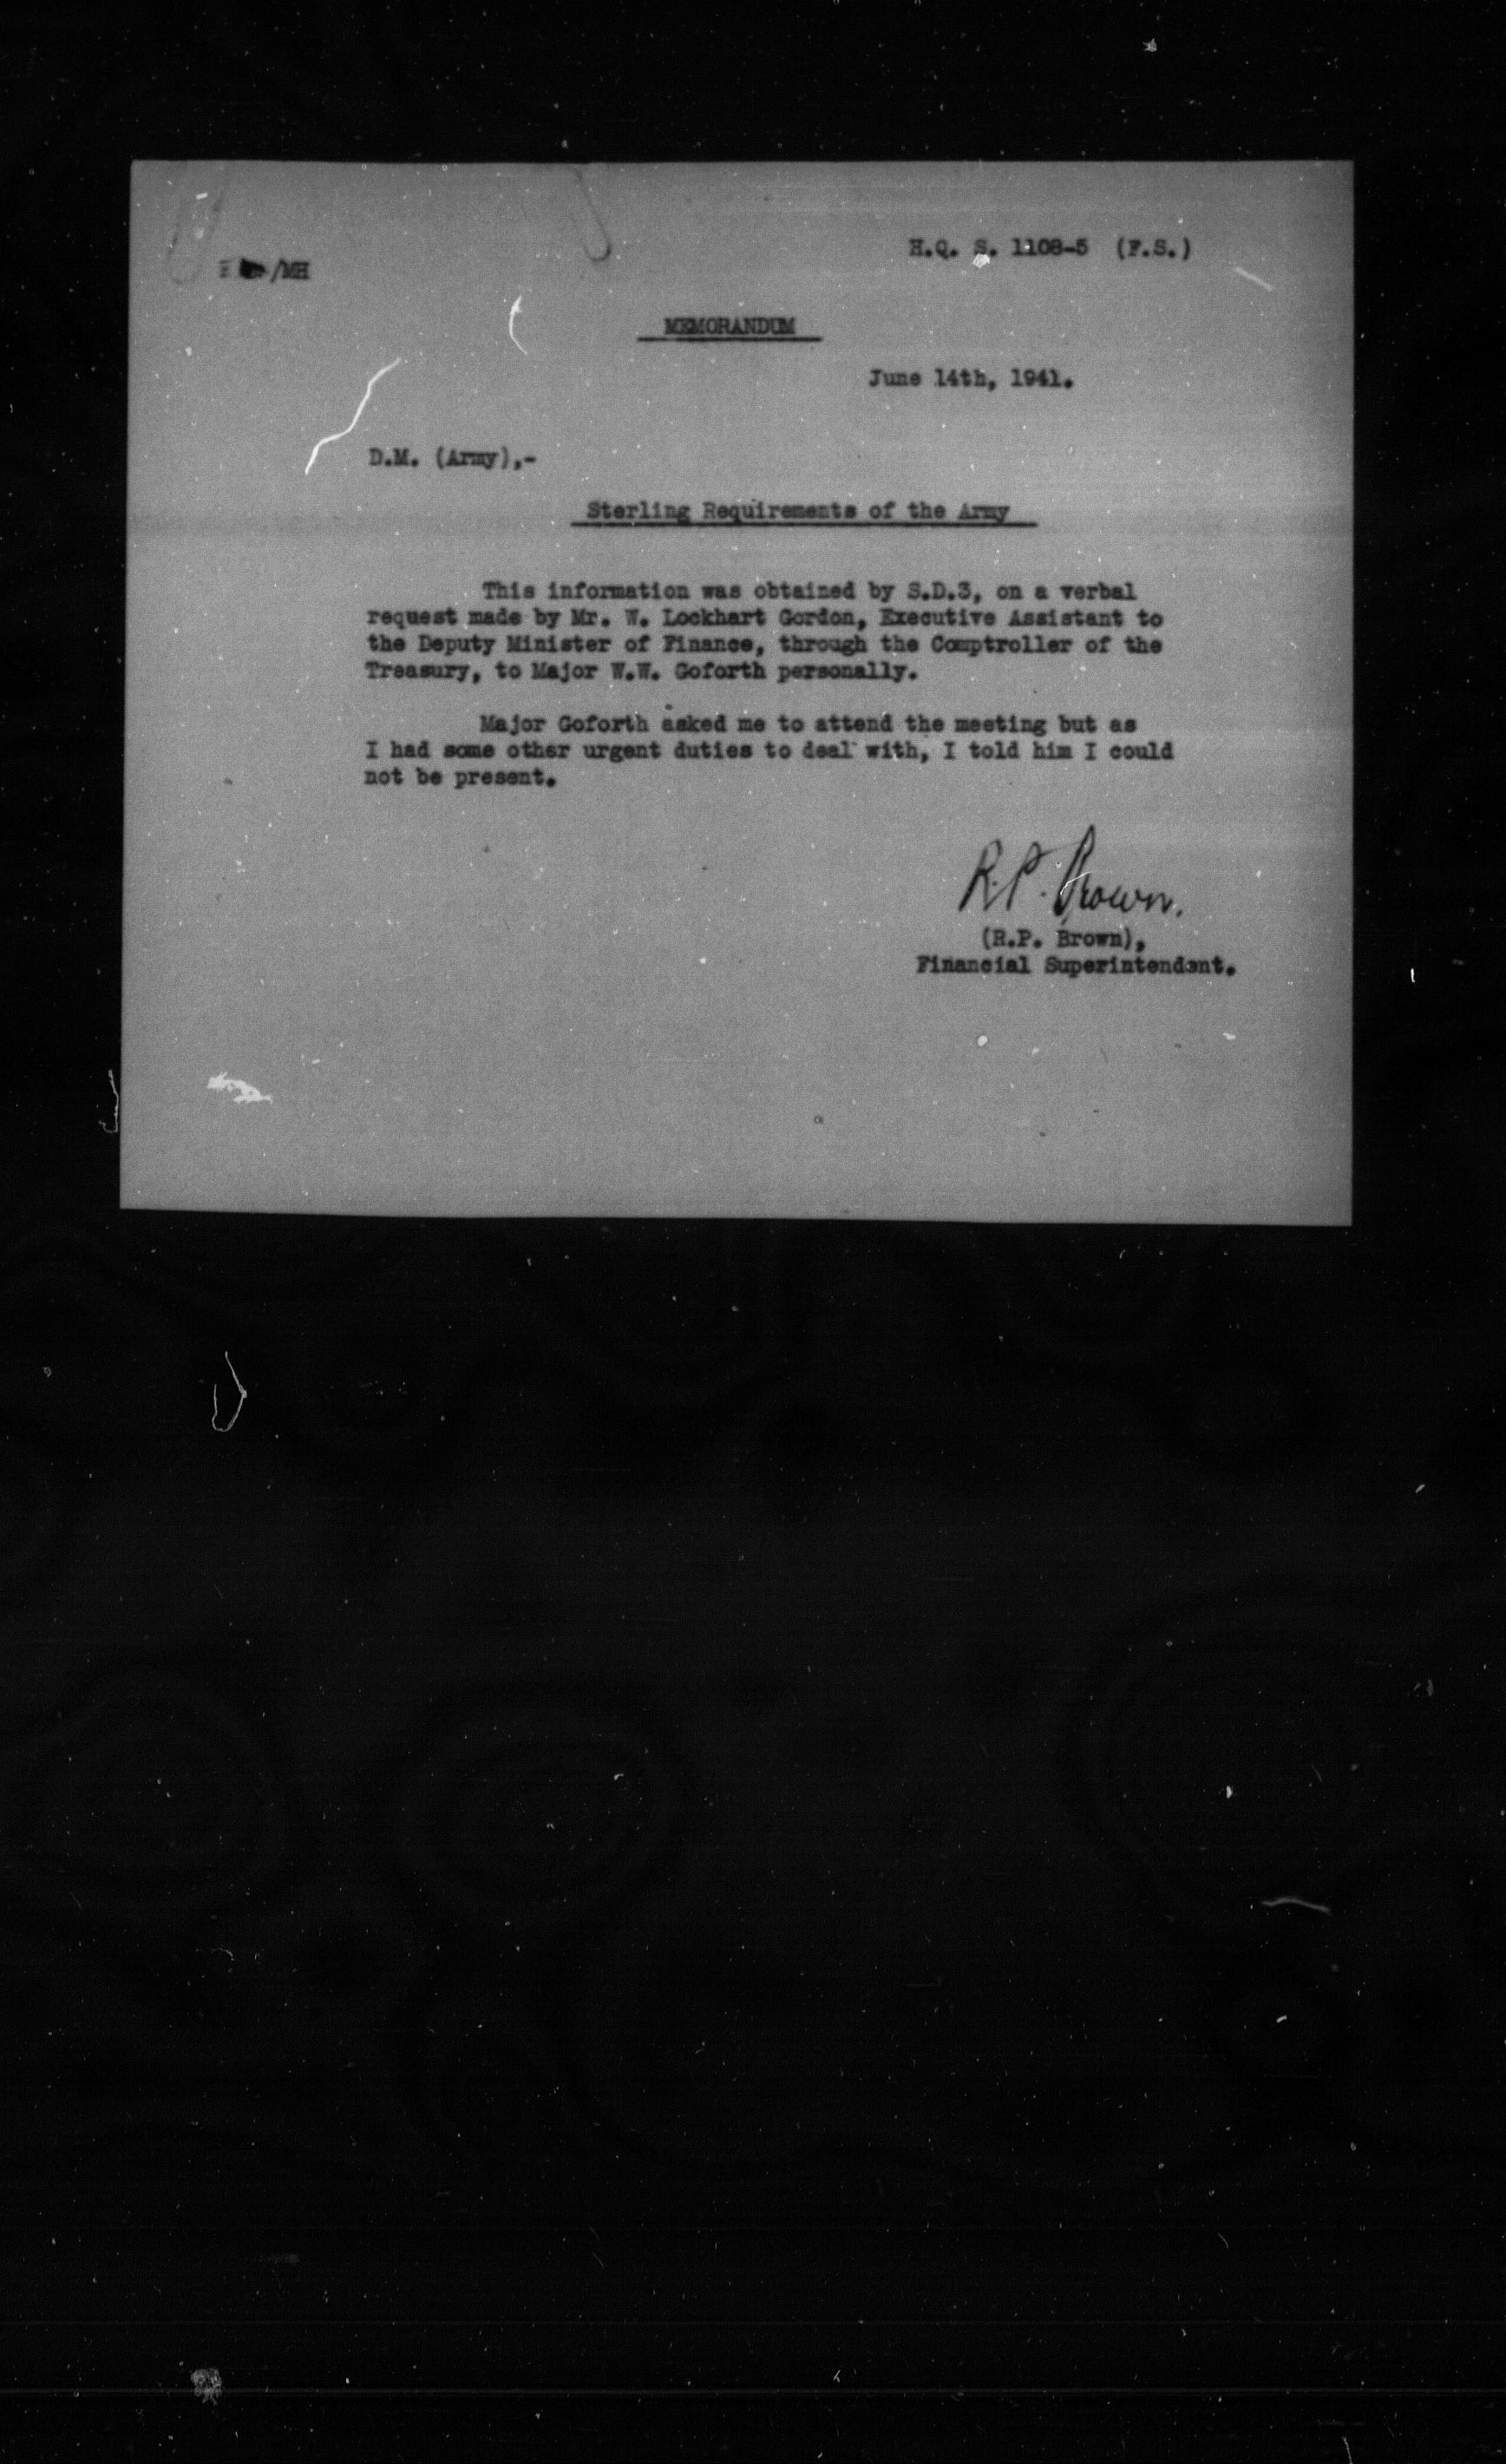 H.Q. S. 1108-5 (F.S.)
/MH
MEMORANDUM
June 14th, 1941.
D.M. (Army),-
Sterling Requirements of the Army
This information was obtained by S.D.3, on a verbal
request made by Mr. W. Lockhart Gordon, Executive Assistant to
the Deputy Minister of Finance, through the Comptroller of the
Treasury, to Major W.W. Goforth personally.
Major Goforth asked me to attend the meeting but as
I had some other urgent duties to deal with, I told him I could
not be present.
R.P. Brown.
(R.P. Brown),
Financial Superintendent.